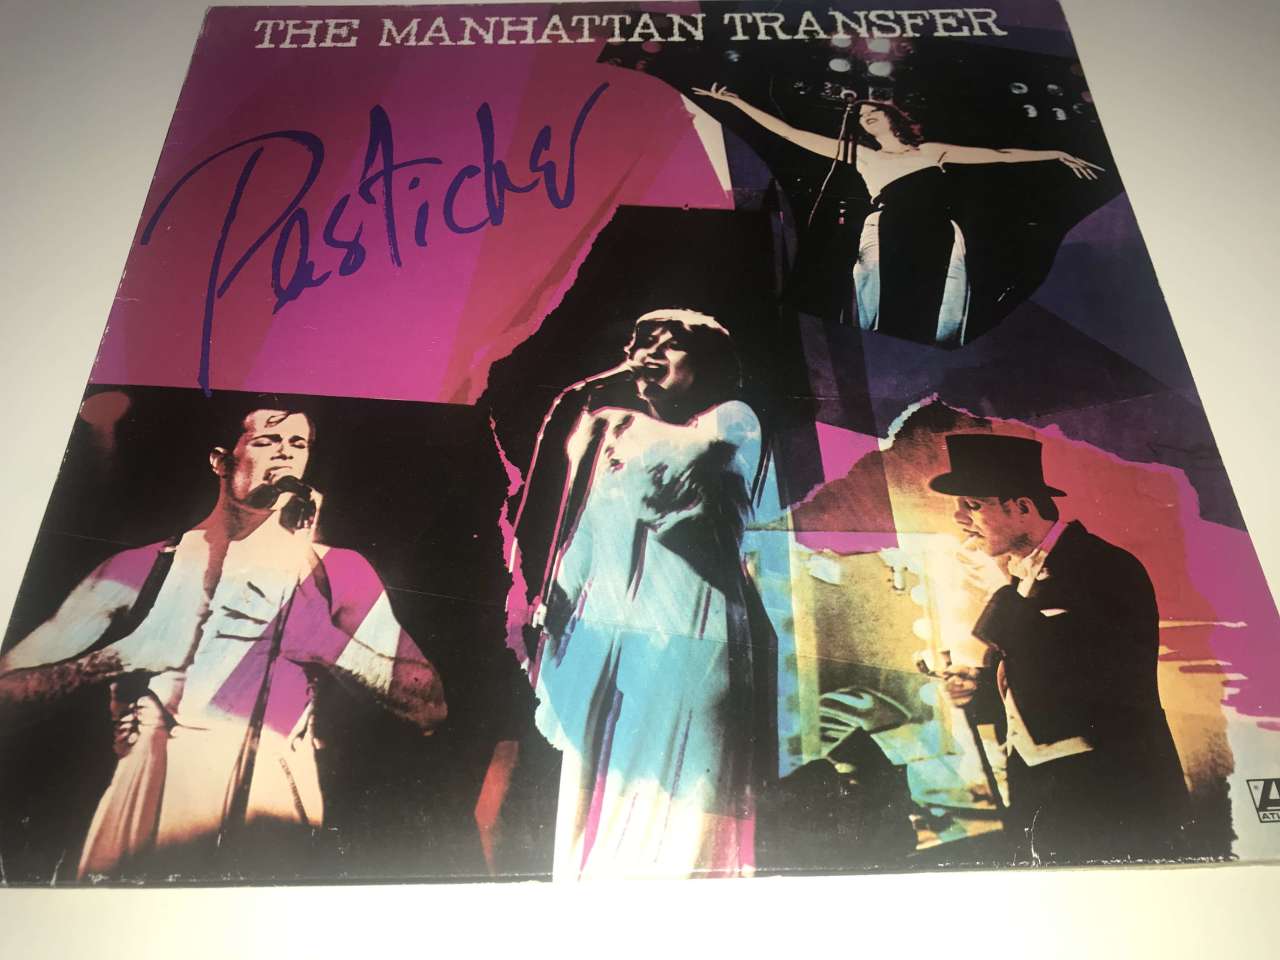 THE MANHATTAN TRANSFER
Pastiche